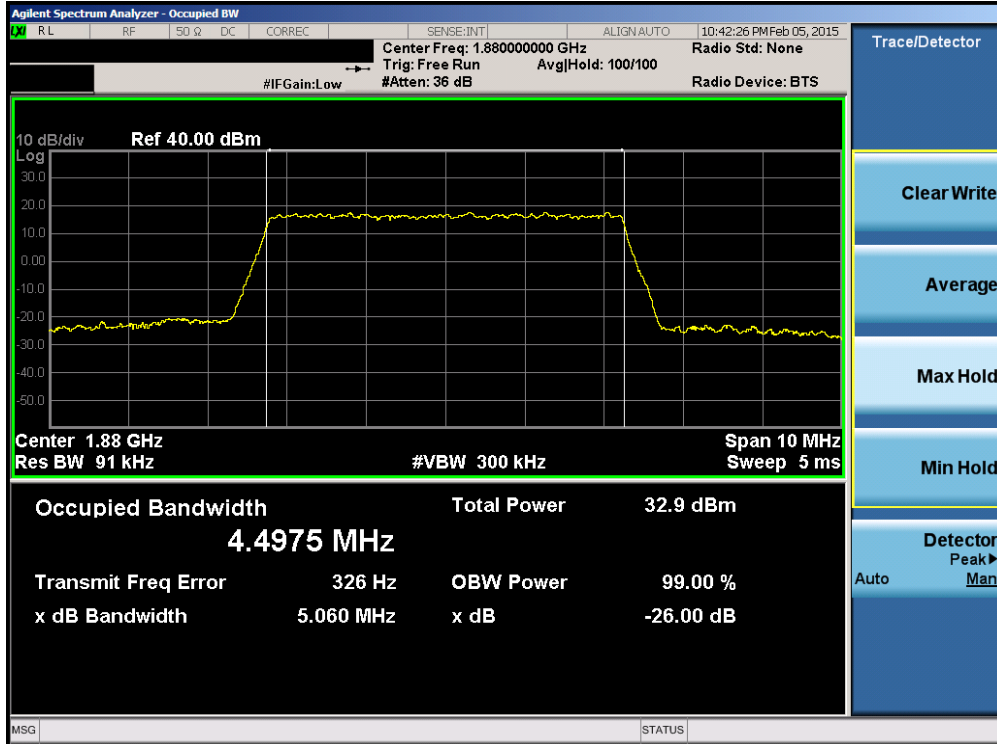 Agilent Spectrum Analyzer - Occupied BW
LXI RL RF 50 Ω DC CORREC SENSE:INT ALIGN AUTO 10:42:26 PM Feb 05, 2015
Center Freq: 1.880000000 GHz Radio Std: None
Trig: Free Run Avg|Hold: 100/100
#IFGain:Low #Atten: 36 dB Radio Device: BTS
10 dB/div Ref 40.00 dBm
Log
30.0
20.0
10.0
0.00
-10.0
-20.0
-30.0
-40.0
-50.0
Center 1.88 GHz Span 10 MHz
Res BW 91 kHz #VBW 300 kHz Sweep 5 ms
Occupied Bandwidth Total Power 32.9 dBm
4.4975 MHz
Transmit Freq Error 326 Hz OBW Power 99.00 %
x dB Bandwidth 5.060 MHz x dB -26.00 dB
MSG STATUS
Trace/Detector
Clear Write
Average
Max Hold
Min Hold
Detector
Peak▶
Auto Man